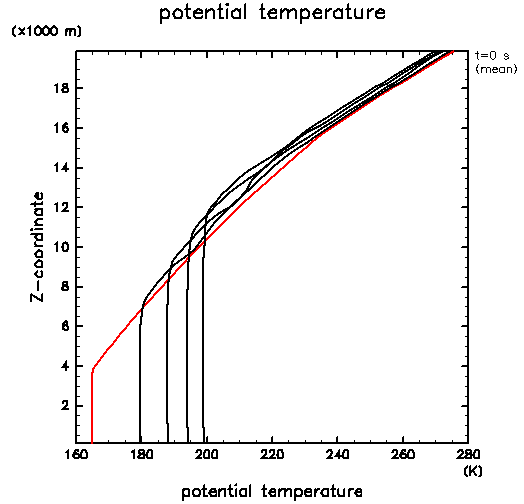 potential temperature
(×1000 m)
t=0 s
(mean)
18
16
14
12
10
8
6
4
2
Z-coordinate
160 180 200 220 240 260 280
(K)
potential temperature